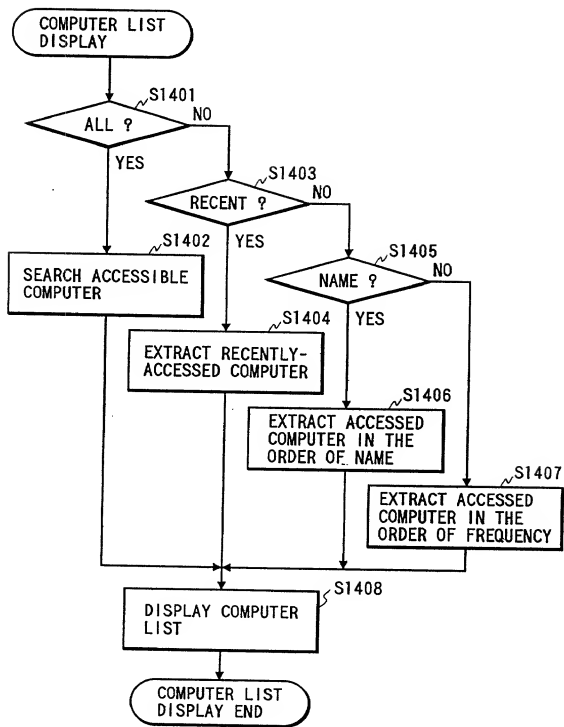 COMPUTER LIST
DISPLAY
S1401
ALL ?
NO
YES
S1403
RECENT ?
NO
YES
S1402
SEARCH ACCESSIBLE
COMPUTER
S1405
NAME ?
NO
YES
S1404
EXTRACT RECENTLY-
ACCESSED COMPUTER
S1406
EXTRACT ACCESSED
COMPUTER IN THE
ORDER OF NAME
S1407
EXTRACT ACCESSED
COMPUTER IN THE
ORDER OF FREQUENCY
S1408
DISPLAY COMPUTER
LIST
COMPUTER LIST
DISPLAY END